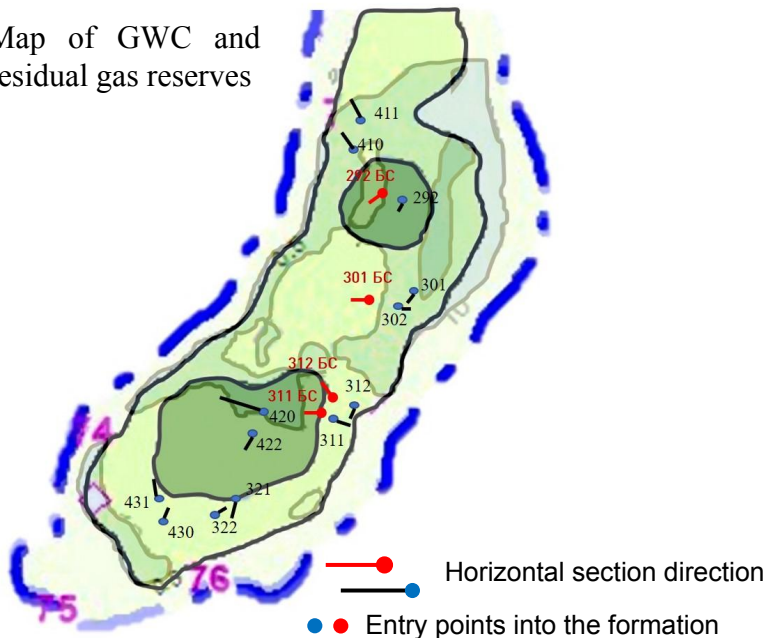 Map of GWC and
residual gas reserves
411
410
292 БС
292
301 БС
301
302
312 БС
311 БС
312
420
311
422
74
431
321
430
322
76
75
10
Horizontal section direction
Entry points into the formation